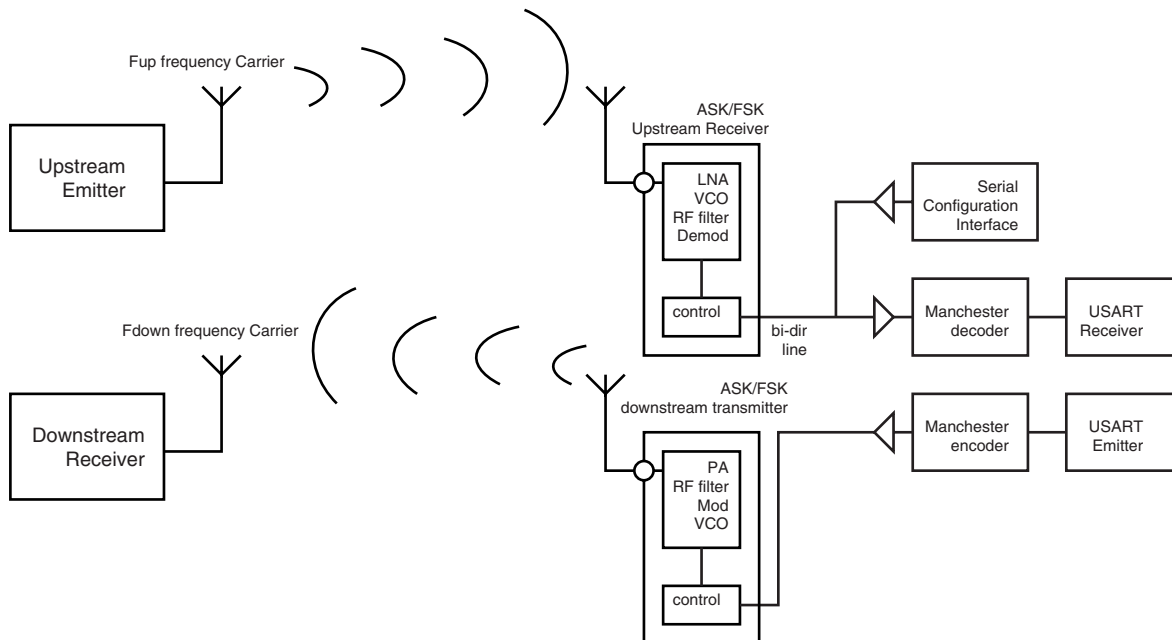 Fup frequency Carrier
Upstream
Emitter
ASK/FSK
Upstream Receiver
LNA
VCO
RF filter
Demod
control
bi-dir
line
Serial
Configuration
Interface
Manchester
decoder
USART
Receiver
Fdown frequency Carrier
Downstream
Receiver
ASK/FSK
downstream transmitter
PA
RF filter
Mod
VCO
control
Manchester
encoder
USART
Emitter